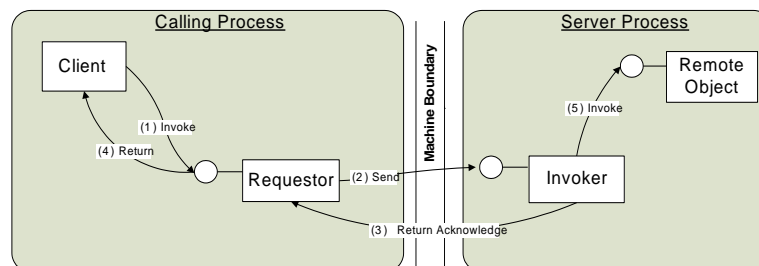 Calling Process
Server Process
Client
Remote
Object
Machine Boundary
(1) Invoke
(5) Invoke
(4) Return
Requestor
(2) Send
Invoker
(3) Return Acknowledge